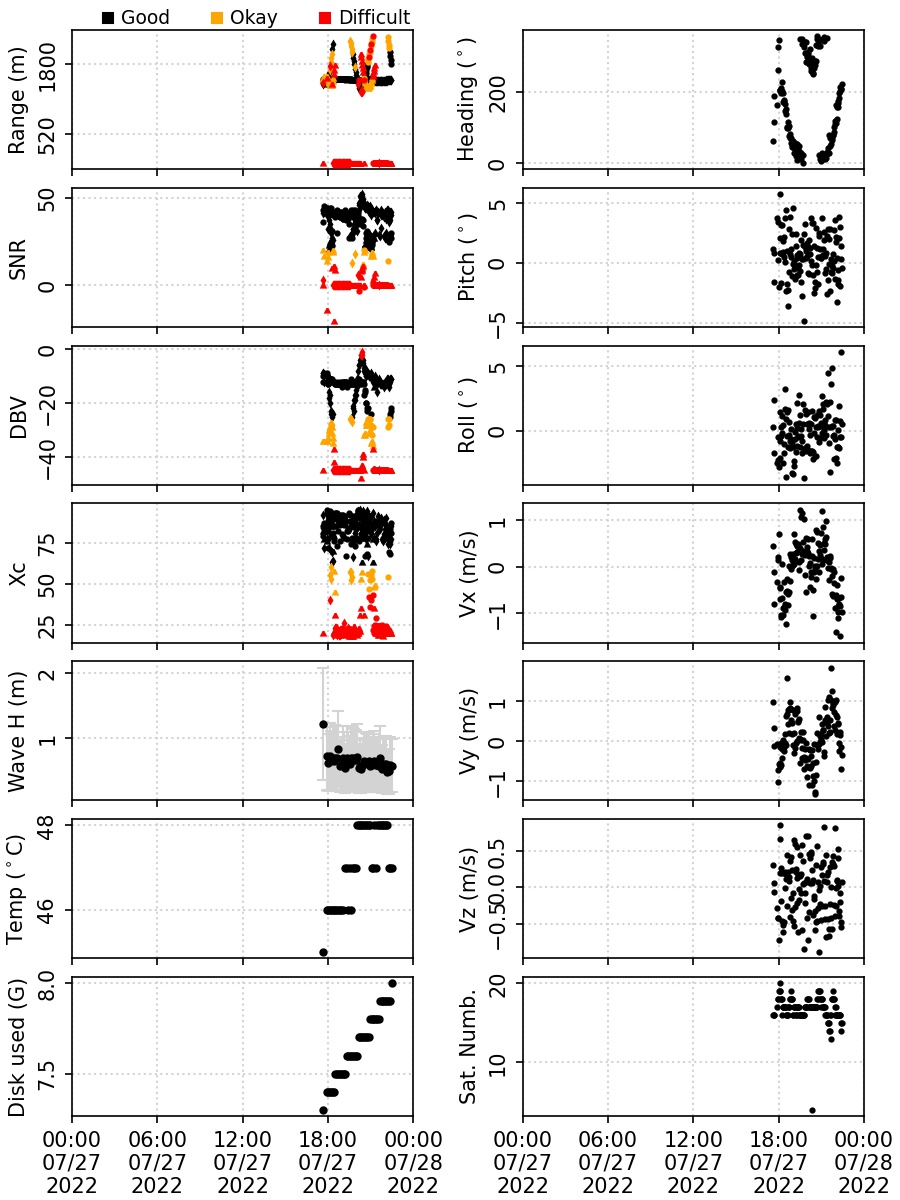 Good Okay Difficult
Range (m)
1800
520
Heading (°)
200
0
SNR
50
0
Pitch (°)
5
0
−5
DBV
0
−20
−40
Roll (°)
5
0
Xc
75
50
25
Vx (m/s)
1
0
−1
Wave H (m)
2
1
Vy (m/s)
1
0
−1
Temp (°C)
48
46
Vz (m/s)
0.5
0.0
−0.5
Disk used (G)
8.0
7.5
Sat. Numb.
20
10
00:00 06:00 12:00 18:00 00:00
07/27 07/27 07/27 07/27 07/28
2022 2022 2022 2022 2022
00:00 06:00 12:00 18:00 00:00
07/27 07/27 07/27 07/27 07/28
2022 2022 2022 2022 2022